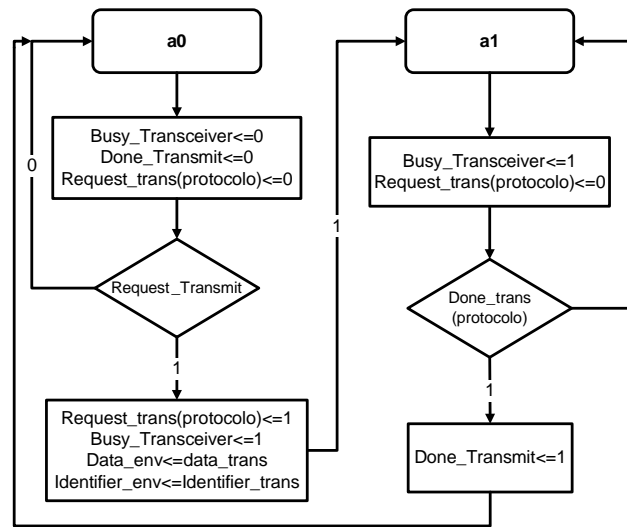 a0
Busy_Transceiver<=0
Done_Transmit<=0
Request_trans(protocolo)<=0
0
Request_Transmit
1
Request_trans(protocolo)<=1
Busy_Transceiver<=1
Data_env<=data_trans
Identifier_env<=Identifier_trans
1
a1
Busy_Transceiver<=1
Request_trans(protocolo)<=0
Done_trans
(protocolo)
1
Done_Transmit<=1